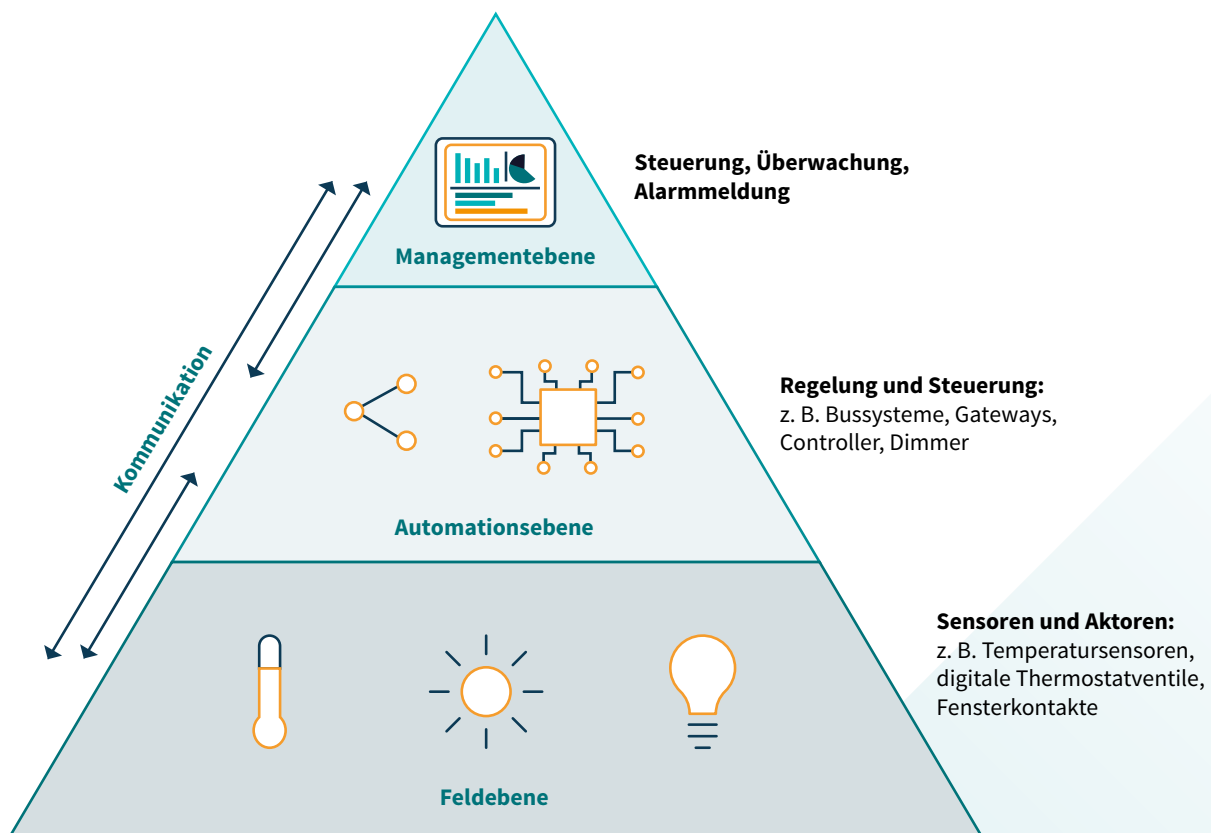 Steuerung, Überwachung,
Alarmmeldung
Managementebene
Kommunikation
Regelung und Steuerung:
z. B. Bussysteme, Gateways,
Controller, Dimmer
Automationsebene
Sensoren und Aktoren:
z. B. Temperatursensoren,
digitale Thermostatventile,
Fensterkontakte
Feldebene